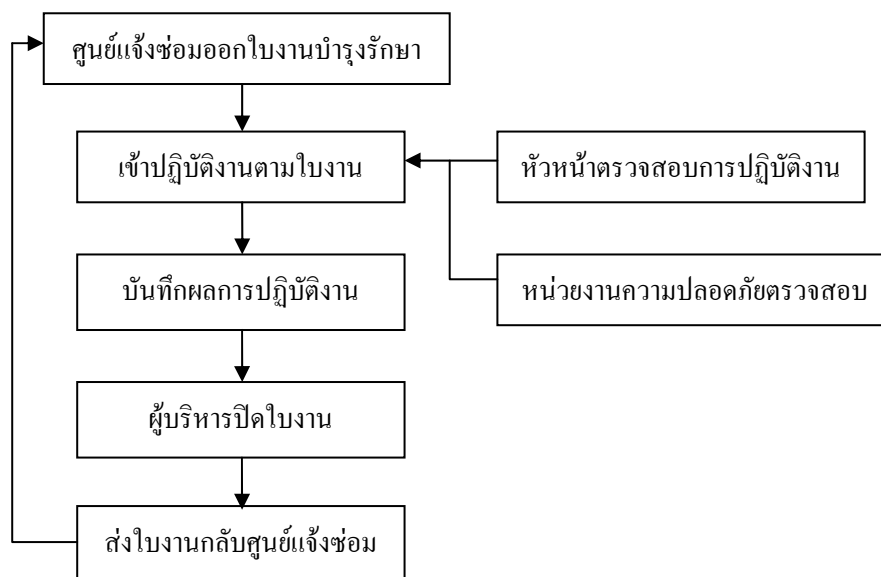 ศูนย์แจ้งซ่อมออกใบงานบำรุงรักษา
เข้าปฏิบัติงานตามใบงาน
หัวหน้าตรวจสอบการปฏิบัติงาน
บันทึกผลการปฏิบัติงาน
หน่วยงานความปลอดภัยตรวจสอบ
ผู้บริหารปิดใบงาน
ส่งใบงานกลับศูนย์แจ้งซ่อม